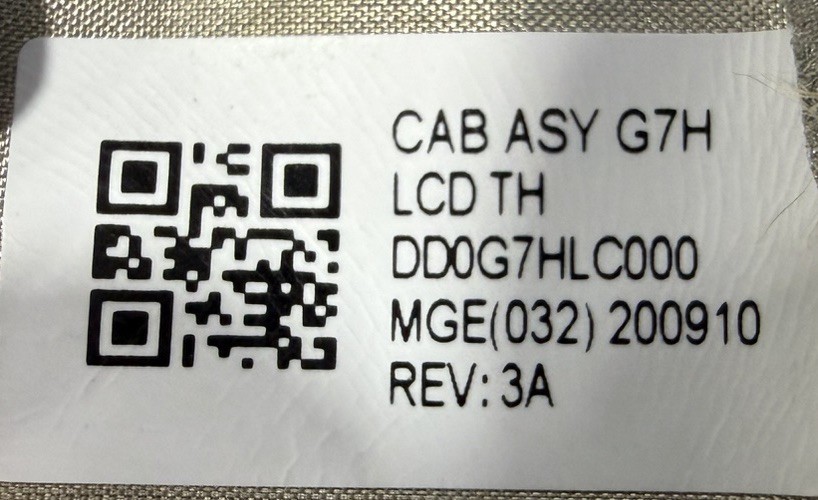 CAB ASY G7H
LCD TH
DD0G7HLC000
MGE(032) 200910
REV: 3A